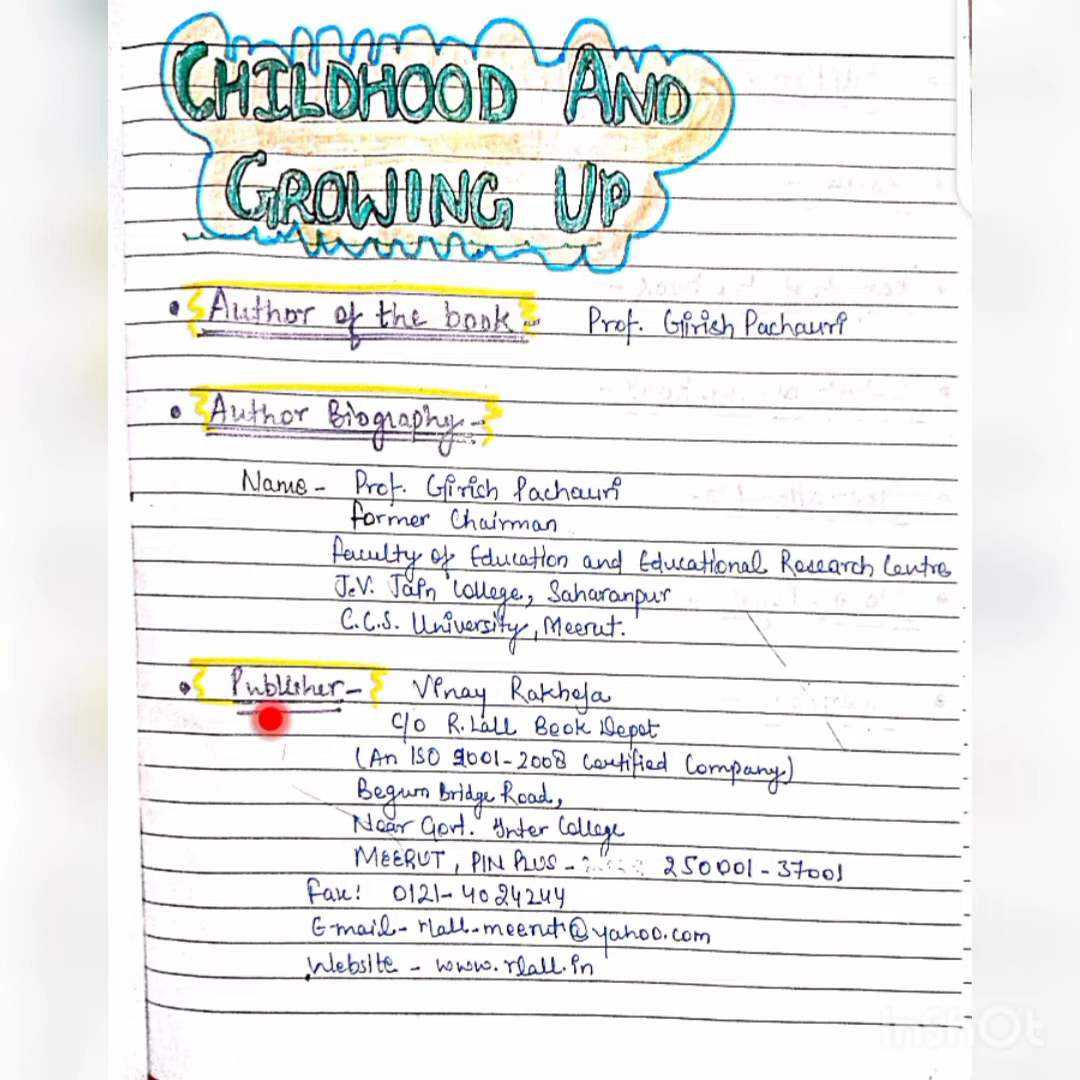 CHILDHOOD AND
GROWING UP
• Author of the book - Prof. Girish Pachauri
• Author Biography -
Name - Prof. Girish Pachauri
former Chairman
faculty of Education and Educational Research Centre
J.V. Jain College, Saharanpur
C.C.S. University, Meerut.
• Publisher - Vinay Rakheja
c/o R. Lall Book Depot
(An ISO 9001-2008 Certified Company)
Begum Bridge Road,
Near Govt. Inter College
MEERUT, PIN PLUS - 250001-37001
fax: 0121-4024244
E-mail - rlall-meerut@yahoo.com
Website - www.rlall.in
InShOt